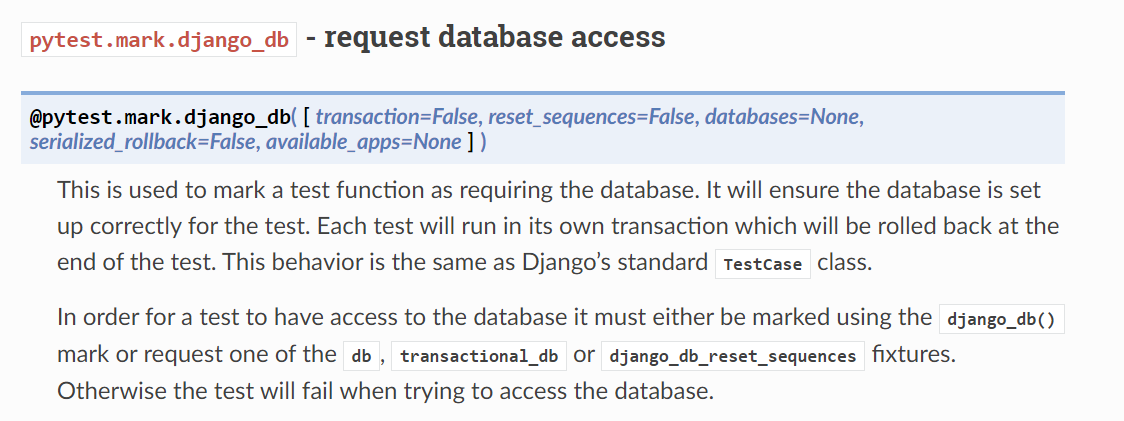 pytest.mark.django_db - request database access
@pytest.mark.django_db( [ transaction=False, reset_sequences=False, databases=None,
serialized_rollback=False, available_apps=None ] )
This is used to mark a test function as requiring the database. It will ensure the database is set
up correctly for the test. Each test will run in its own transaction which will be rolled back at the
end of the test. This behavior is the same as Django’s standard TestCase class.
In order for a test to have access to the database it must either be marked using the django_db()
mark or request one of the db, transactional_db or django_db_reset_sequences fixtures.
Otherwise the test will fail when trying to access the database.